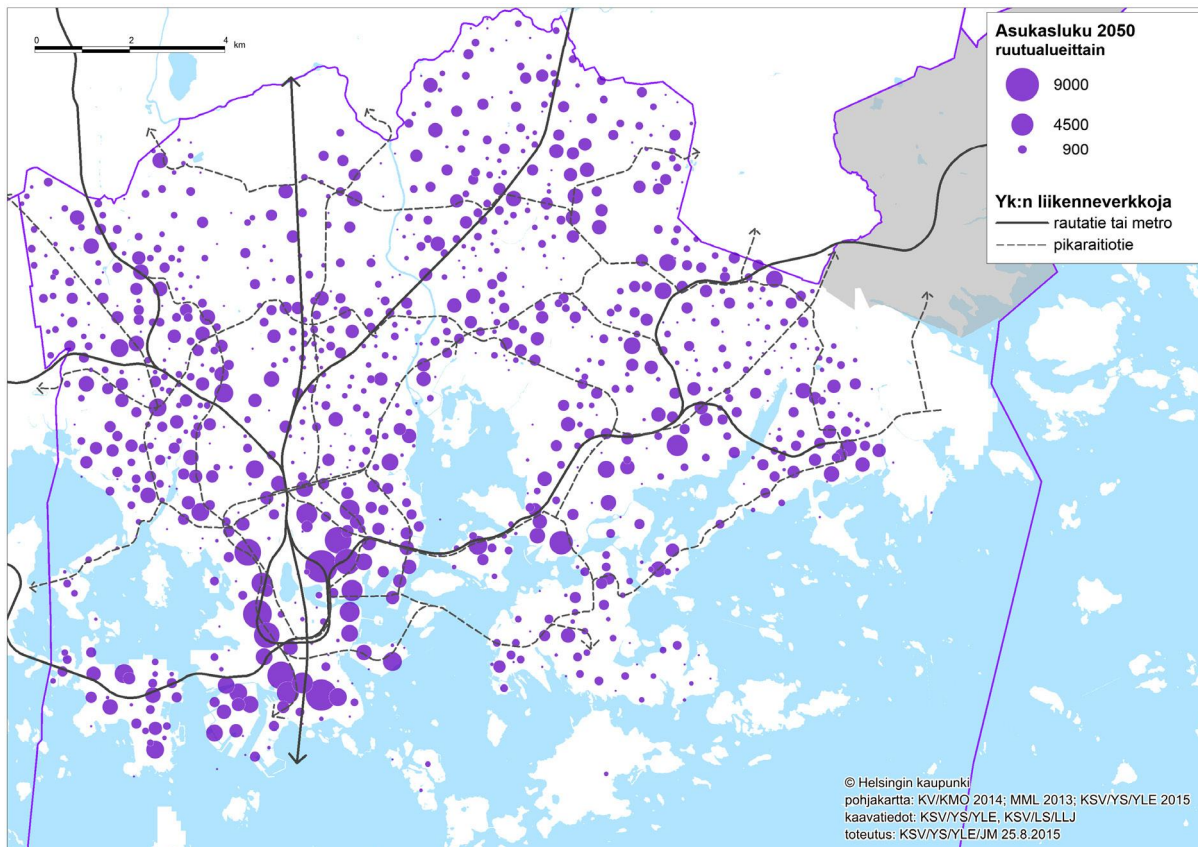 0 2 4
km
Asukasluku 2050
ruutualueittain
9000
4500
900
Yk:n liikenneverkkoja
rautatie tai metro
pikaraitiotie
© Helsingin kaupunki
pohjakartta: KV/KMO 2014; MML 2013; KSV/YS/YLE 2015
kaavatiedot: KSV/YS/YLE, KSV/LS/LLJ
toteutus: KSV/YS/YLE/JM 25.8.2015